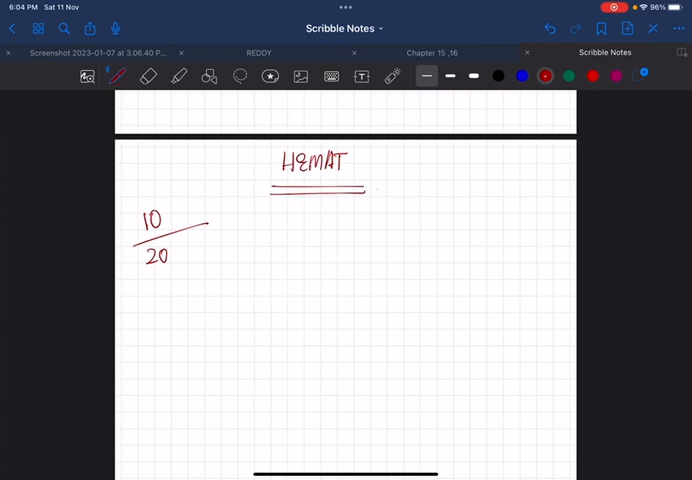 6:04 PM Sat 11 Nov
96%
Scribble Notes
Screenshot 2023-01-07 at 3.06.40 P...
REDDY
Chapter 15 ,16
Scribble Notes
HEMAT
10
20